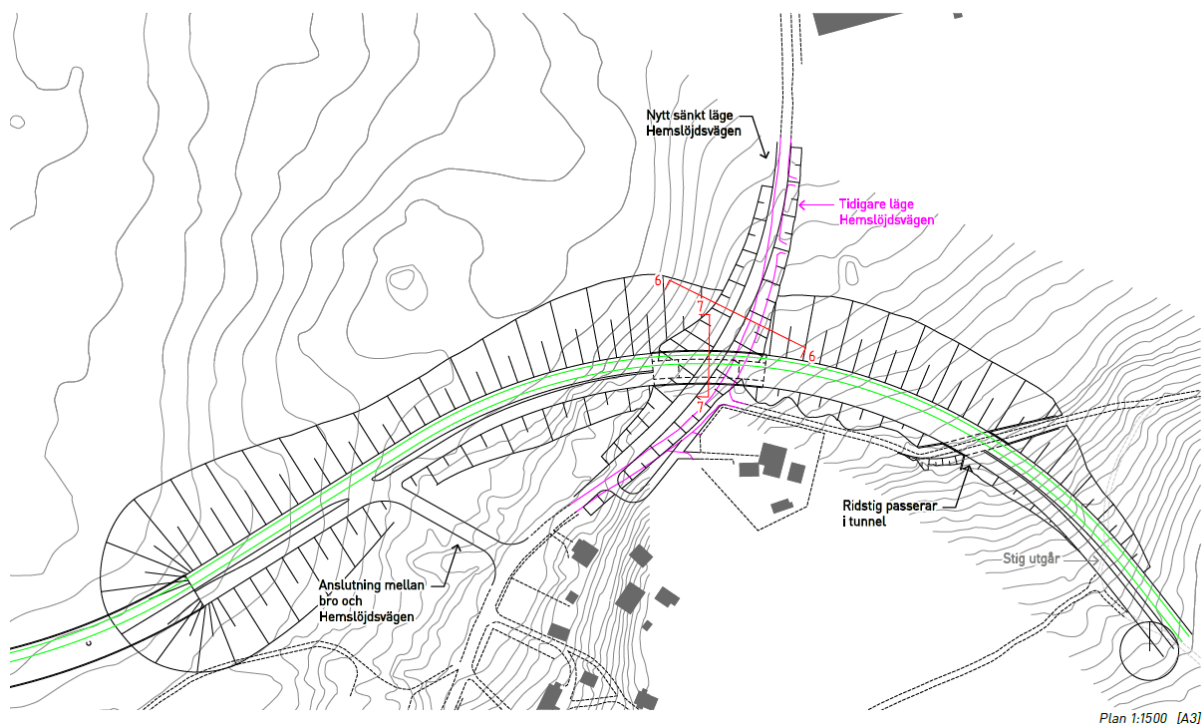 Nytt sänkt läge
Hemslöjdsvägen
Tidigare läge
Hemslöjdsvägen
6
7
6
7
Ridstig passerar
i tunnel
Stig utgår
Anslutning mellan
bro och
Hemslöjdsvägen
Plan 1:1500 [A3]